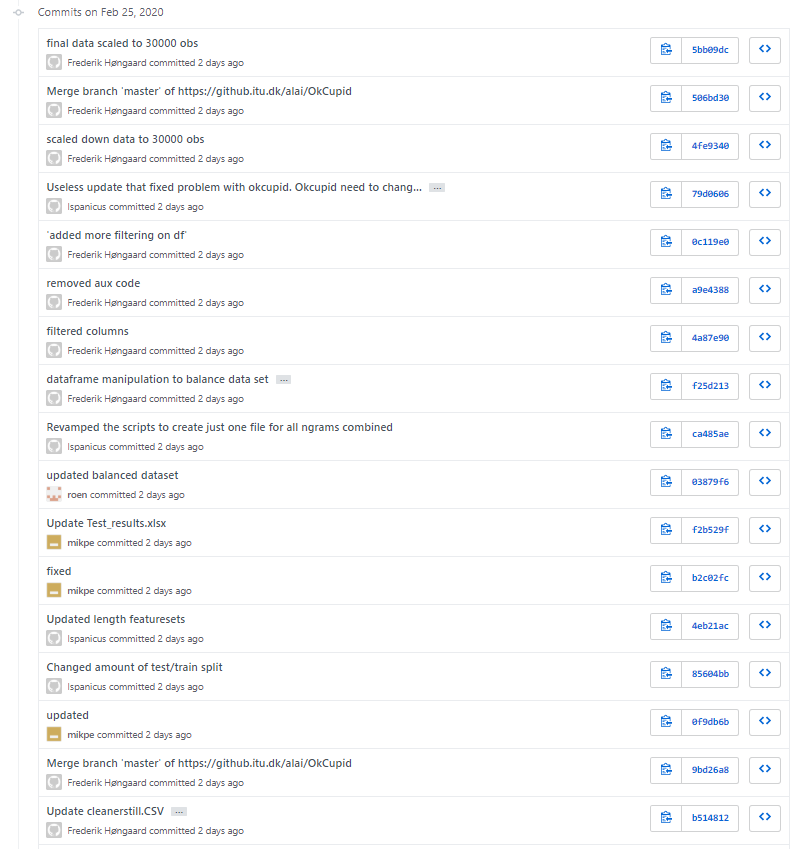 Commits on Feb 25, 2020
final data scaled to 30000 obs
5bb09dc
Frederik Høngaard committed 2 days ago
Merge branch 'master' of https://github.itu.dk/alai/OkCupid
506bd30
Frederik Høngaard committed 2 days ago
scaled down data to 30000 obs
4fe9340
Frederik Høngaard committed 2 days ago
Useless update that fixed problem with okcupid. Okcupid need to chang... ...
79d0606
Ispanicus committed 2 days ago
'added more filtering on df'
0c119e0
Frederik Høngaard committed 2 days ago
removed aux code
a9e4388
Frederik Høngaard committed 2 days ago
filtered columns
4a87e90
Frederik Høngaard committed 2 days ago
dataframe manipulation to balance data set ...
f25d213
Frederik Høngaard committed 2 days ago
Revamped the scripts to create just one file for all ngrams combined
ca485ae
Ispanicus committed 2 days ago
updated balanced dataset
03879f6
roen committed 2 days ago
Update Test_results.xlsx
f2b529f
mikpe committed 2 days ago
fixed
b2c02fc
mikpe committed 2 days ago
Updated length featuresets
4eb21ac
Ispanicus committed 2 days ago
Changed amount of test/train split
85604bb
Ispanicus committed 2 days ago
updated
0f9db6b
mikpe committed 2 days ago
Merge branch 'master' of https://github.itu.dk/alai/OkCupid
9bd26a8
Frederik Høngaard committed 2 days ago
Update cleanerstill.CSV ...
b514812
Frederik Høngaard committed 2 days ago